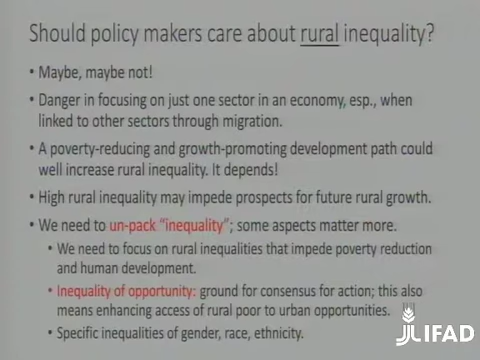 Should policy makers care about rural inequality?
• Maybe, maybe not!
• Danger in focusing on just one sector in an economy, esp., when
linked to other sectors through migration.
• A poverty-reducing and growth-promoting development path could
well increase rural inequality. It depends!
• High rural inequality may impede prospects for future rural growth.
• We need to un-pack “inequality”; some aspects matter more.
• We need to focus on rural inequalities that impede poverty reduction
and human development.
• Inequality of opportunity: ground for consensus for action; this also
means enhancing access of rural poor to urban opportunities.
• Specific inequalities of gender, race, ethnicity.
IFAD